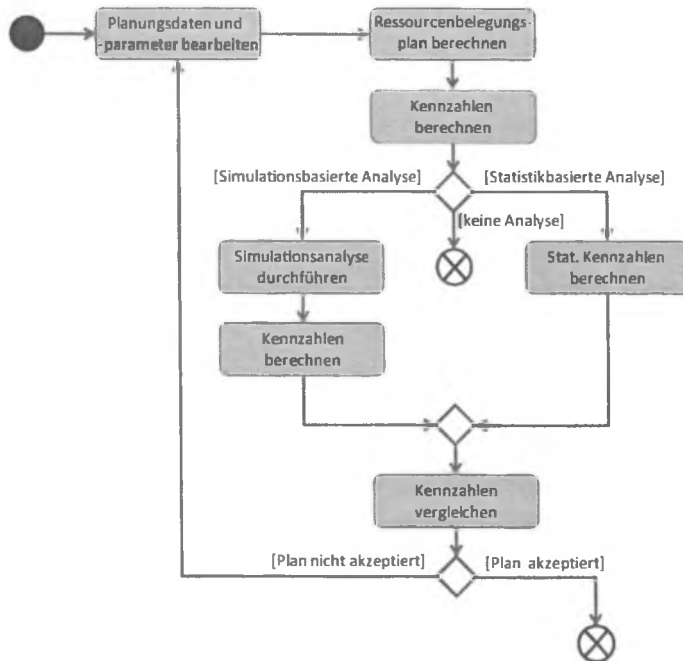 Planungsdaten und
-parameter bearbeiten
Ressourcenbelegungs-
plan berechnen
Kennzahlen
berechnen
[Simulationsbasierte Analyse]
[Statistikbasierte Analyse]
[keine Analyse]
Simulationsanalyse
durchführen
Stat. Kennzahlen
berechnen
Kennzahlen
berechnen
Kennzahlen
vergleichen
[Plan nicht akzeptiert]
[Plan akzeptiert]